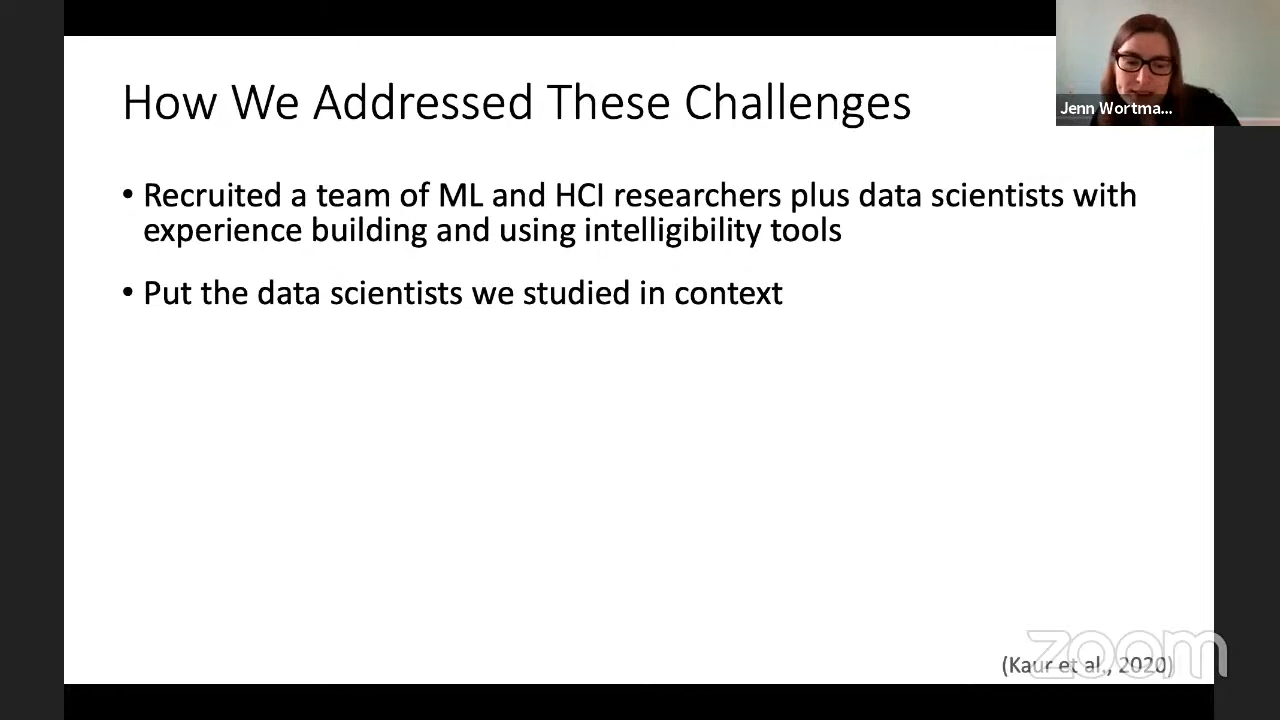 How We Addressed These Challenges
Jenn Wortma...
• Recruited a team of ML and HCI researchers plus data scientists with
experience building and using intelligibility tools
• Put the data scientists we studied in context
(Kaur et al., 2020)
zoom